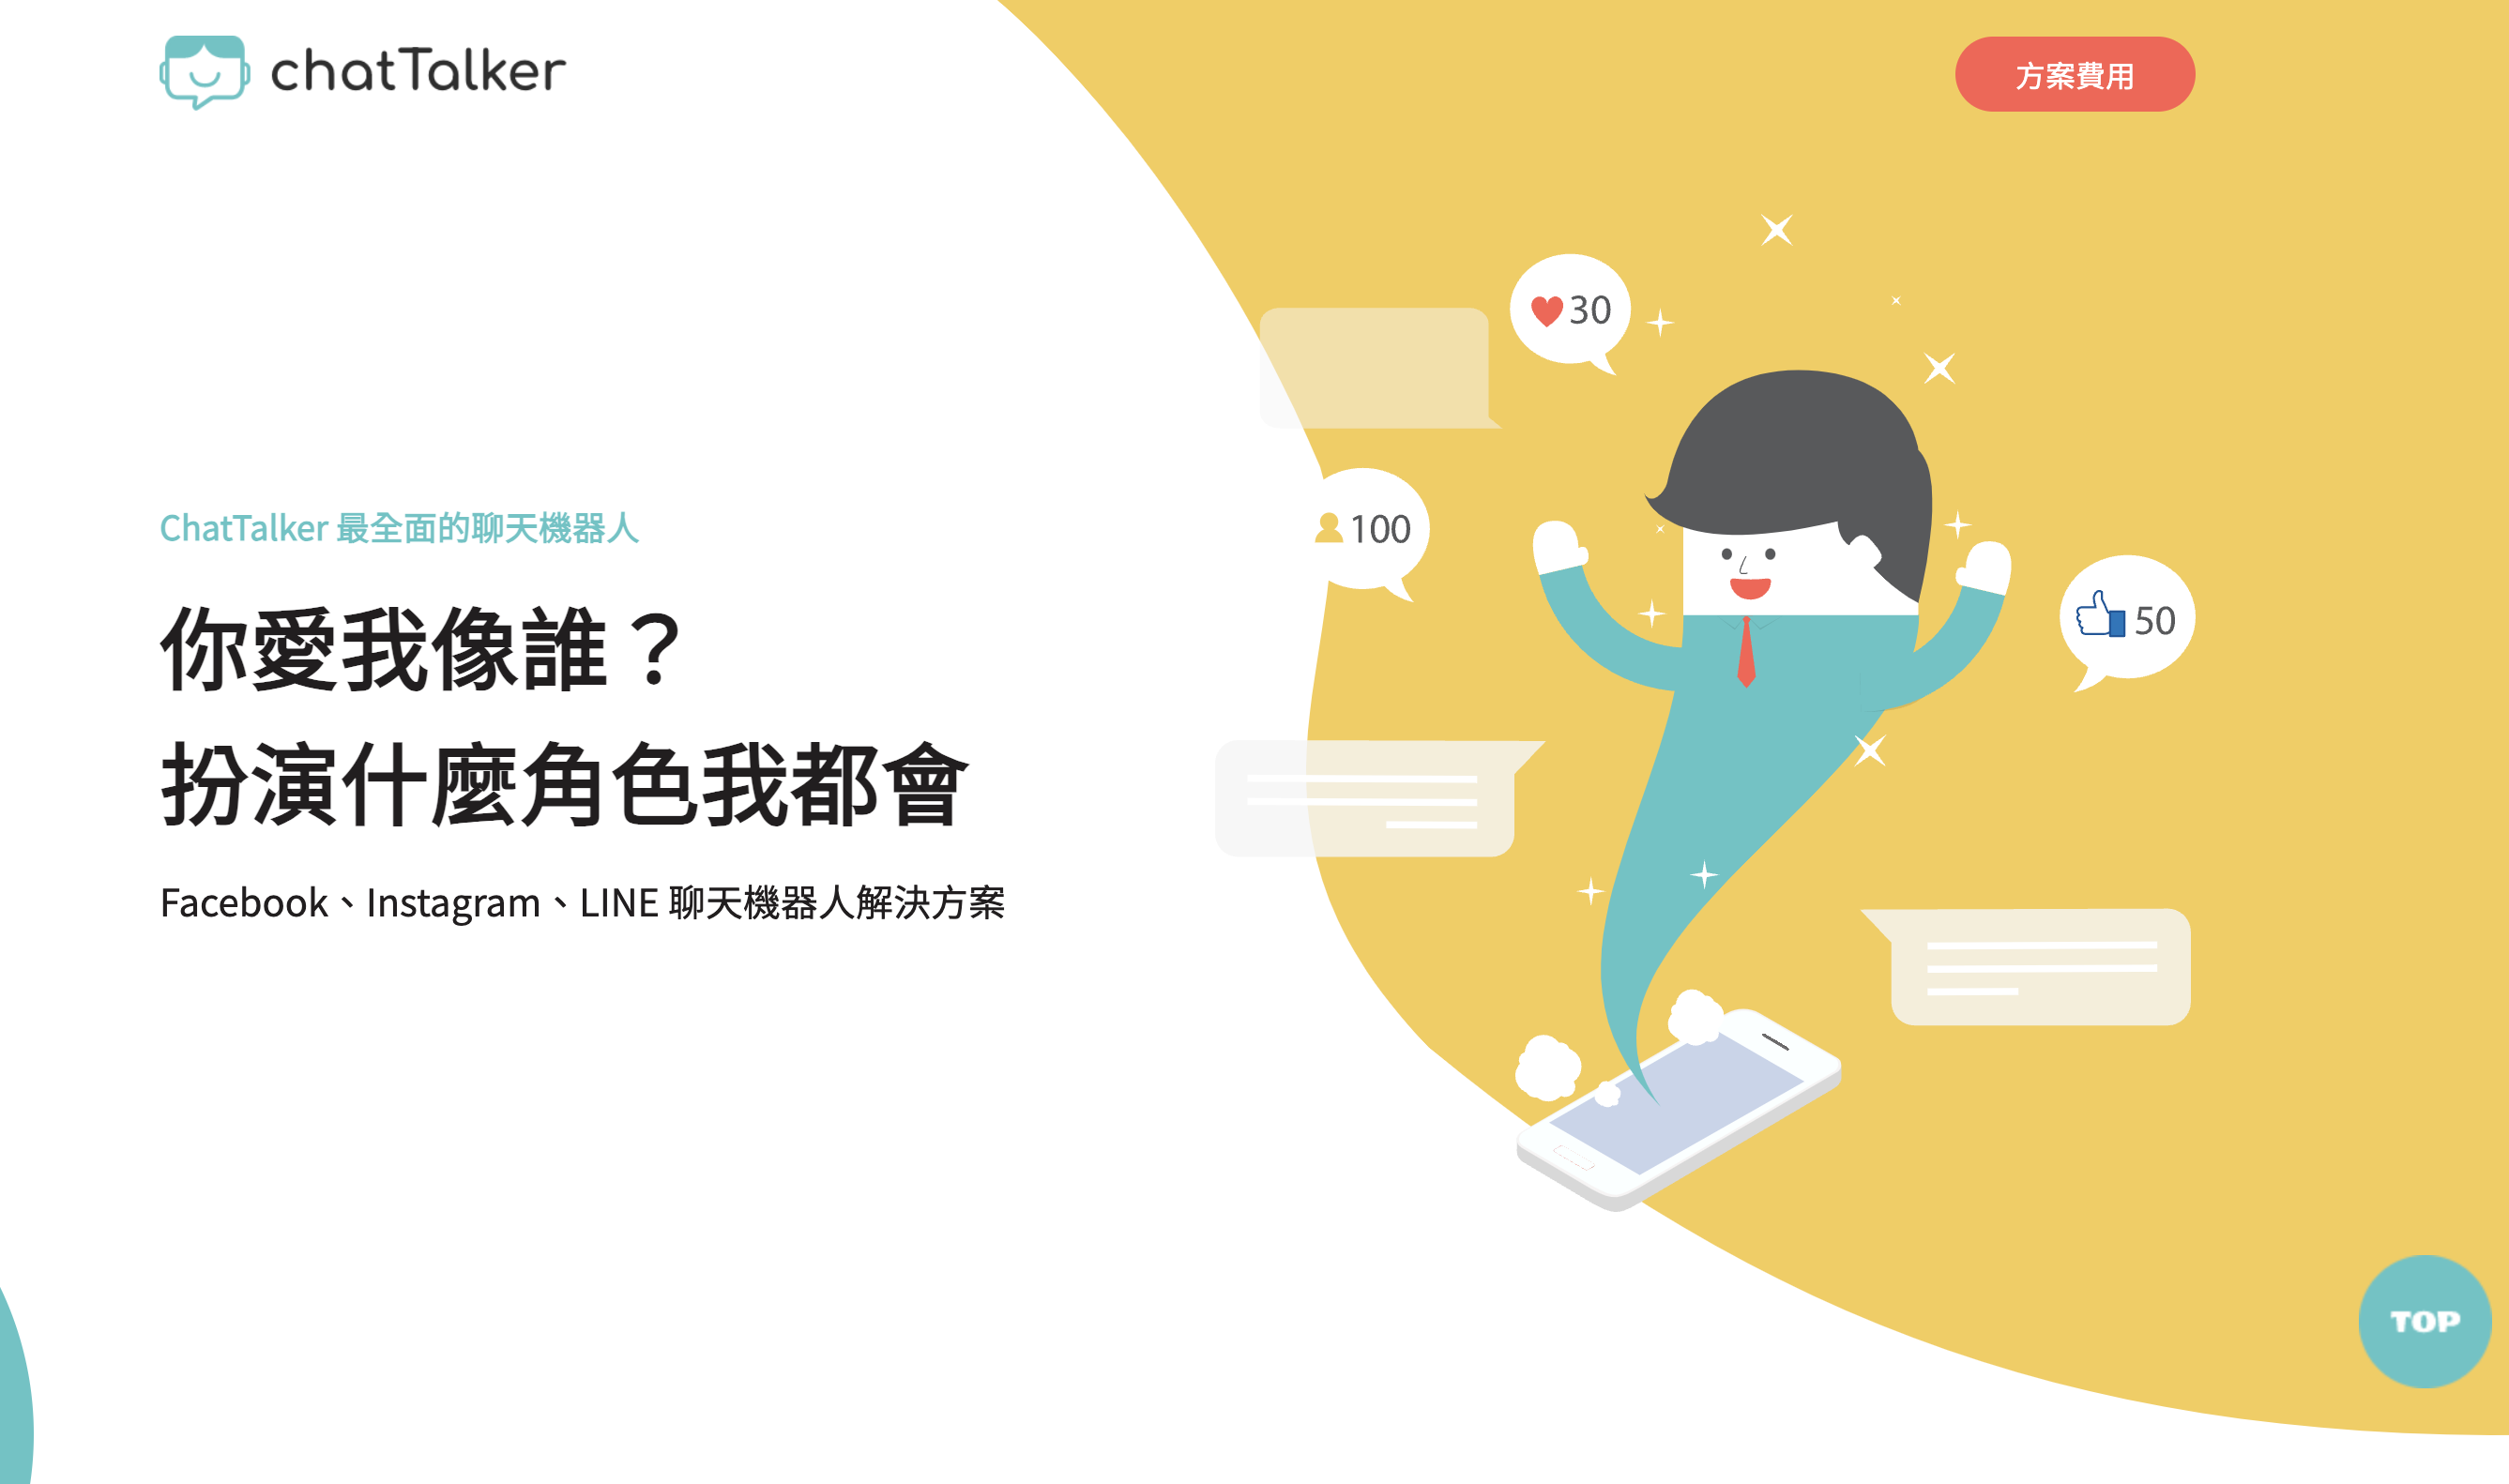 chatTalker
方案費用
30
100
50
ChatTalker 最全面的聊天機器人
你愛我像誰？
扮演什麼角色我都會
Facebook、Instagram、LINE 聊天機器人解決方案
TOP